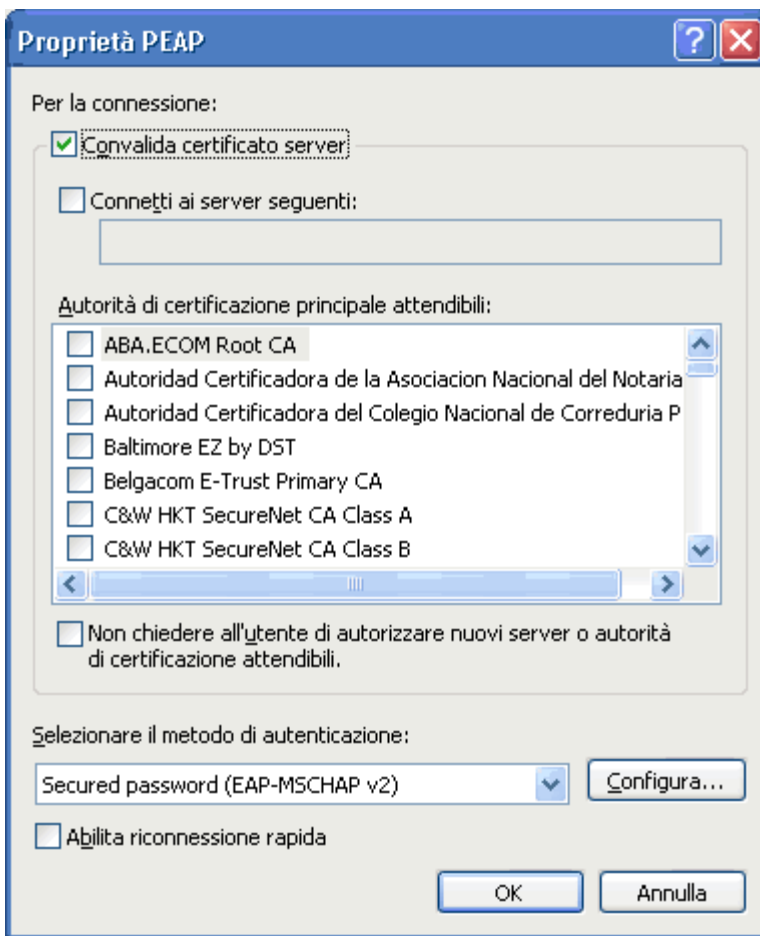 Proprietà PEAP
Per la connessione:
Convalida certificato server
Connetti ai server seguenti:
Autorità di certificazione principale attendibili:
ABA.ECOM Root CA
Autoridad Certificadora de la Asociacion Nacional del Notaria
Autoridad Certificadora del Colegio Nacional de Correduria P
Baltimore EZ by DST
Belgacom E-Trust Primary CA
C&W HKT SecureNet CA Class A
C&W HKT SecureNet CA Class B
Non chiedere all'utente di autorizzare nuovi server o autorità
di certificazione attendibili.
Selezionare il metodo di autenticazione:
Secured password (EAP-MSCHAP v2)
Configura...
Abilita riconnessione rapida
OK
Annulla